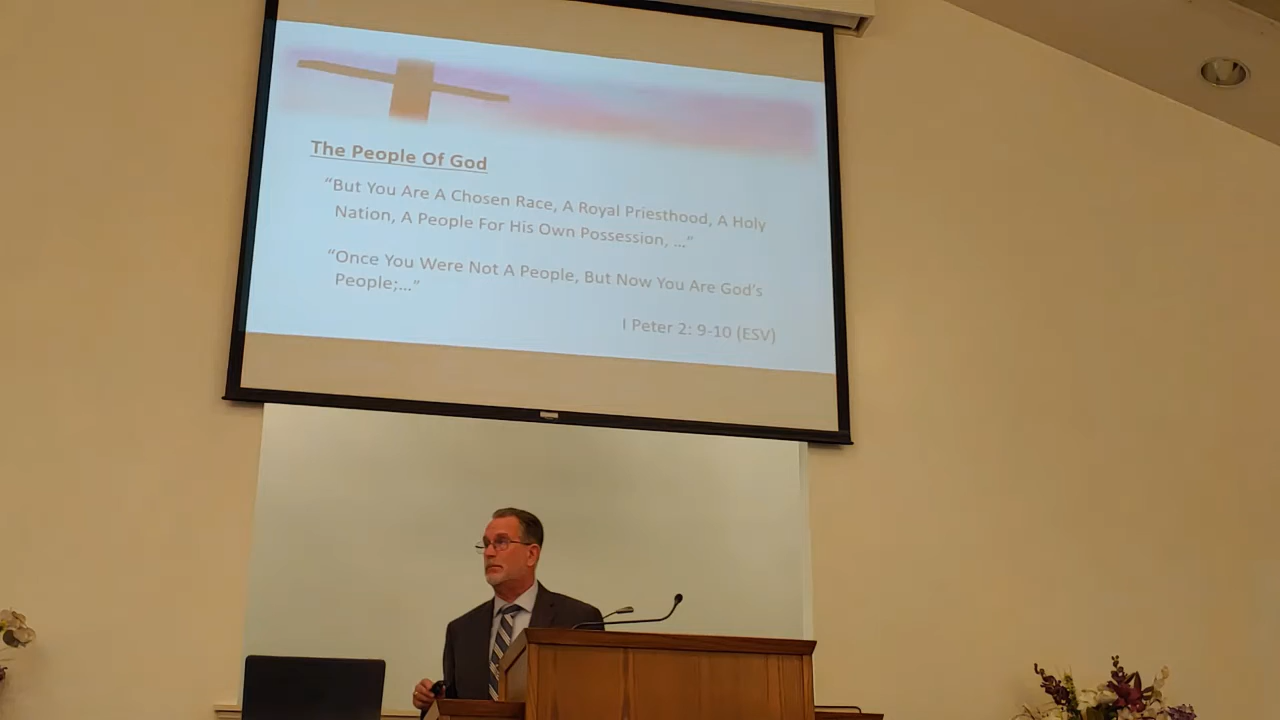 The People Of God
“But You Are A Chosen Race, A Royal Priesthood, A Holy
Nation, A People For His Own Possession, …”
“Once You Were Not A People, But Now You Are God’s
People;…”
I Peter 2: 9-10 (ESV)